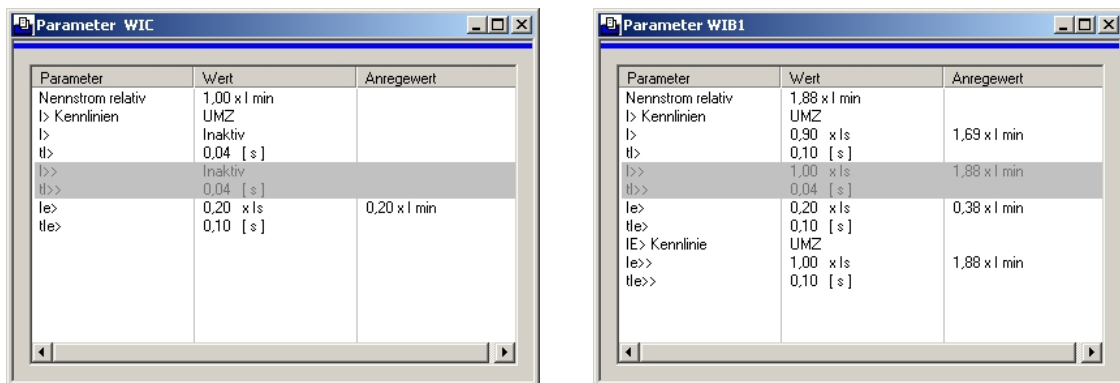 Parameter WIC
Parameter Wert Anregewert
Nennstrom relativ 1,00 x I min
I> Kennlinien UMZ
I> Inaktiv
tI> 0,04 [ s ]
I>> Inaktiv
tI>> 0,04 [ s ]
Ie> 0,20 x Is 0,20 x I min
tIe> 0,10 [ s ]
Parameter WIB1
Parameter Wert Anregewert
Nennstrom relativ 1,88 x I min
I> Kennlinien UMZ
I> 0,90 x Is 1,69 x I min
tI> 0,10 [ s ]
I>> 1,00 x Is 1,88 x I min
tI>> 0,04 [ s ]
Ie> 0,20 x Is 0,38 x I min
tIe> 0,10 [ s ]
IE> Kennlinie UMZ
Ie>> 1,00 x Is 1,88 x I min
tIe>> 0,10 [ s ]